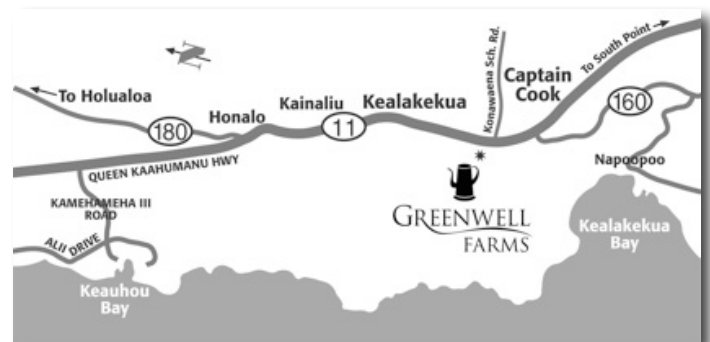 To South Point
Konawaena Sch. Rd.
Captain
Cook
To Holualoa
Kainaliu
Kealakekua
160
Honalo
180
11
QUEEN KAAHUMANU HWY
Napoopoo
KAMEHAMEHA III
ROAD
GREENWELL
FARMS
ALII DRIVE
Kealakekua
Bay
Keauhou
Bay